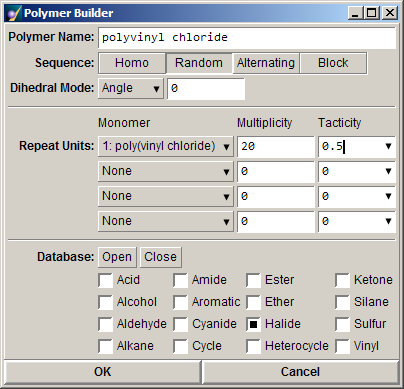 Polymer Builder
Polymer Name: polyvinyl chloride
Sequence: Homo Random Alternating Block
Dihedral Mode: Angle 0
Monomer Multiplicity Tacticity
Repeat Units: 1: poly(vinyl chloride) 20 0.5
None 0 0
None 0 0
None 0 0
Database: Open Close
Acid Amide Ester Ketone
Alcohol Aromatic Ether Silane
Aldehyde Cyanide Halide Sulfur
Alkane Cycle Heterocycle Vinyl
OK Cancel